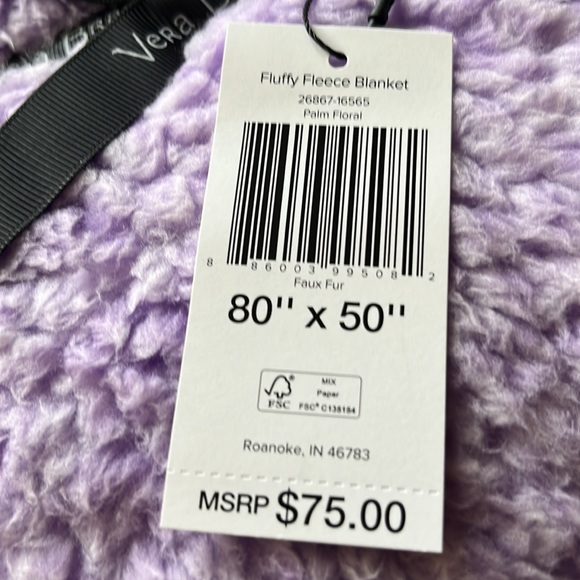 Vera
Fluffy Fleece Blanket
26867-16565
Palm Floral
8 86003 99508 2
Faux Fur
80" x 50"
FSC®
MIX
Paper
FSC® C138184
Roanoke, IN 46783
MSRP $75.00